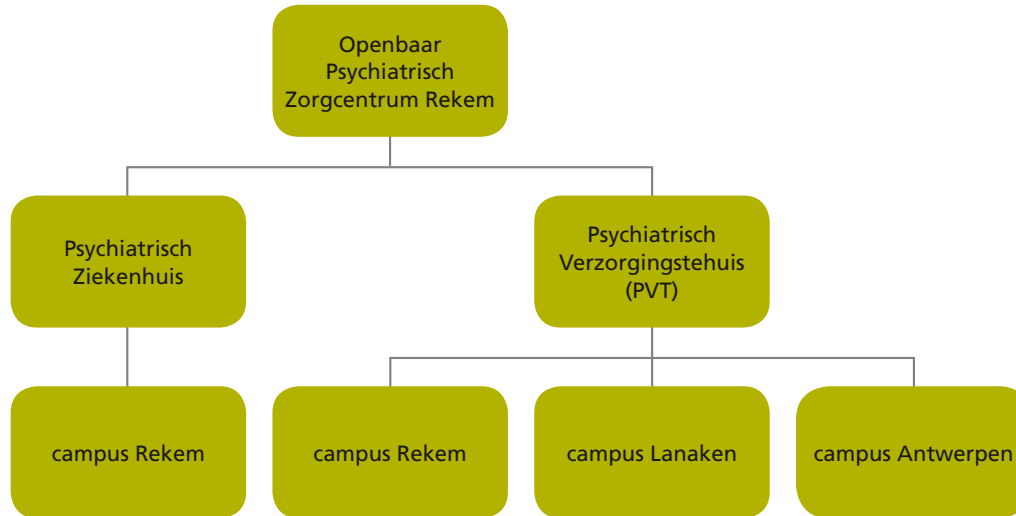 Openbaar
Psychiatrisch
Zorgcentrum Rekem
Psychiatrisch
Ziekenhuis
Psychiatrisch
Verzorgingstehuis
(PVT)
campus Rekem
campus Rekem
campus Lanaken
campus Antwerpen